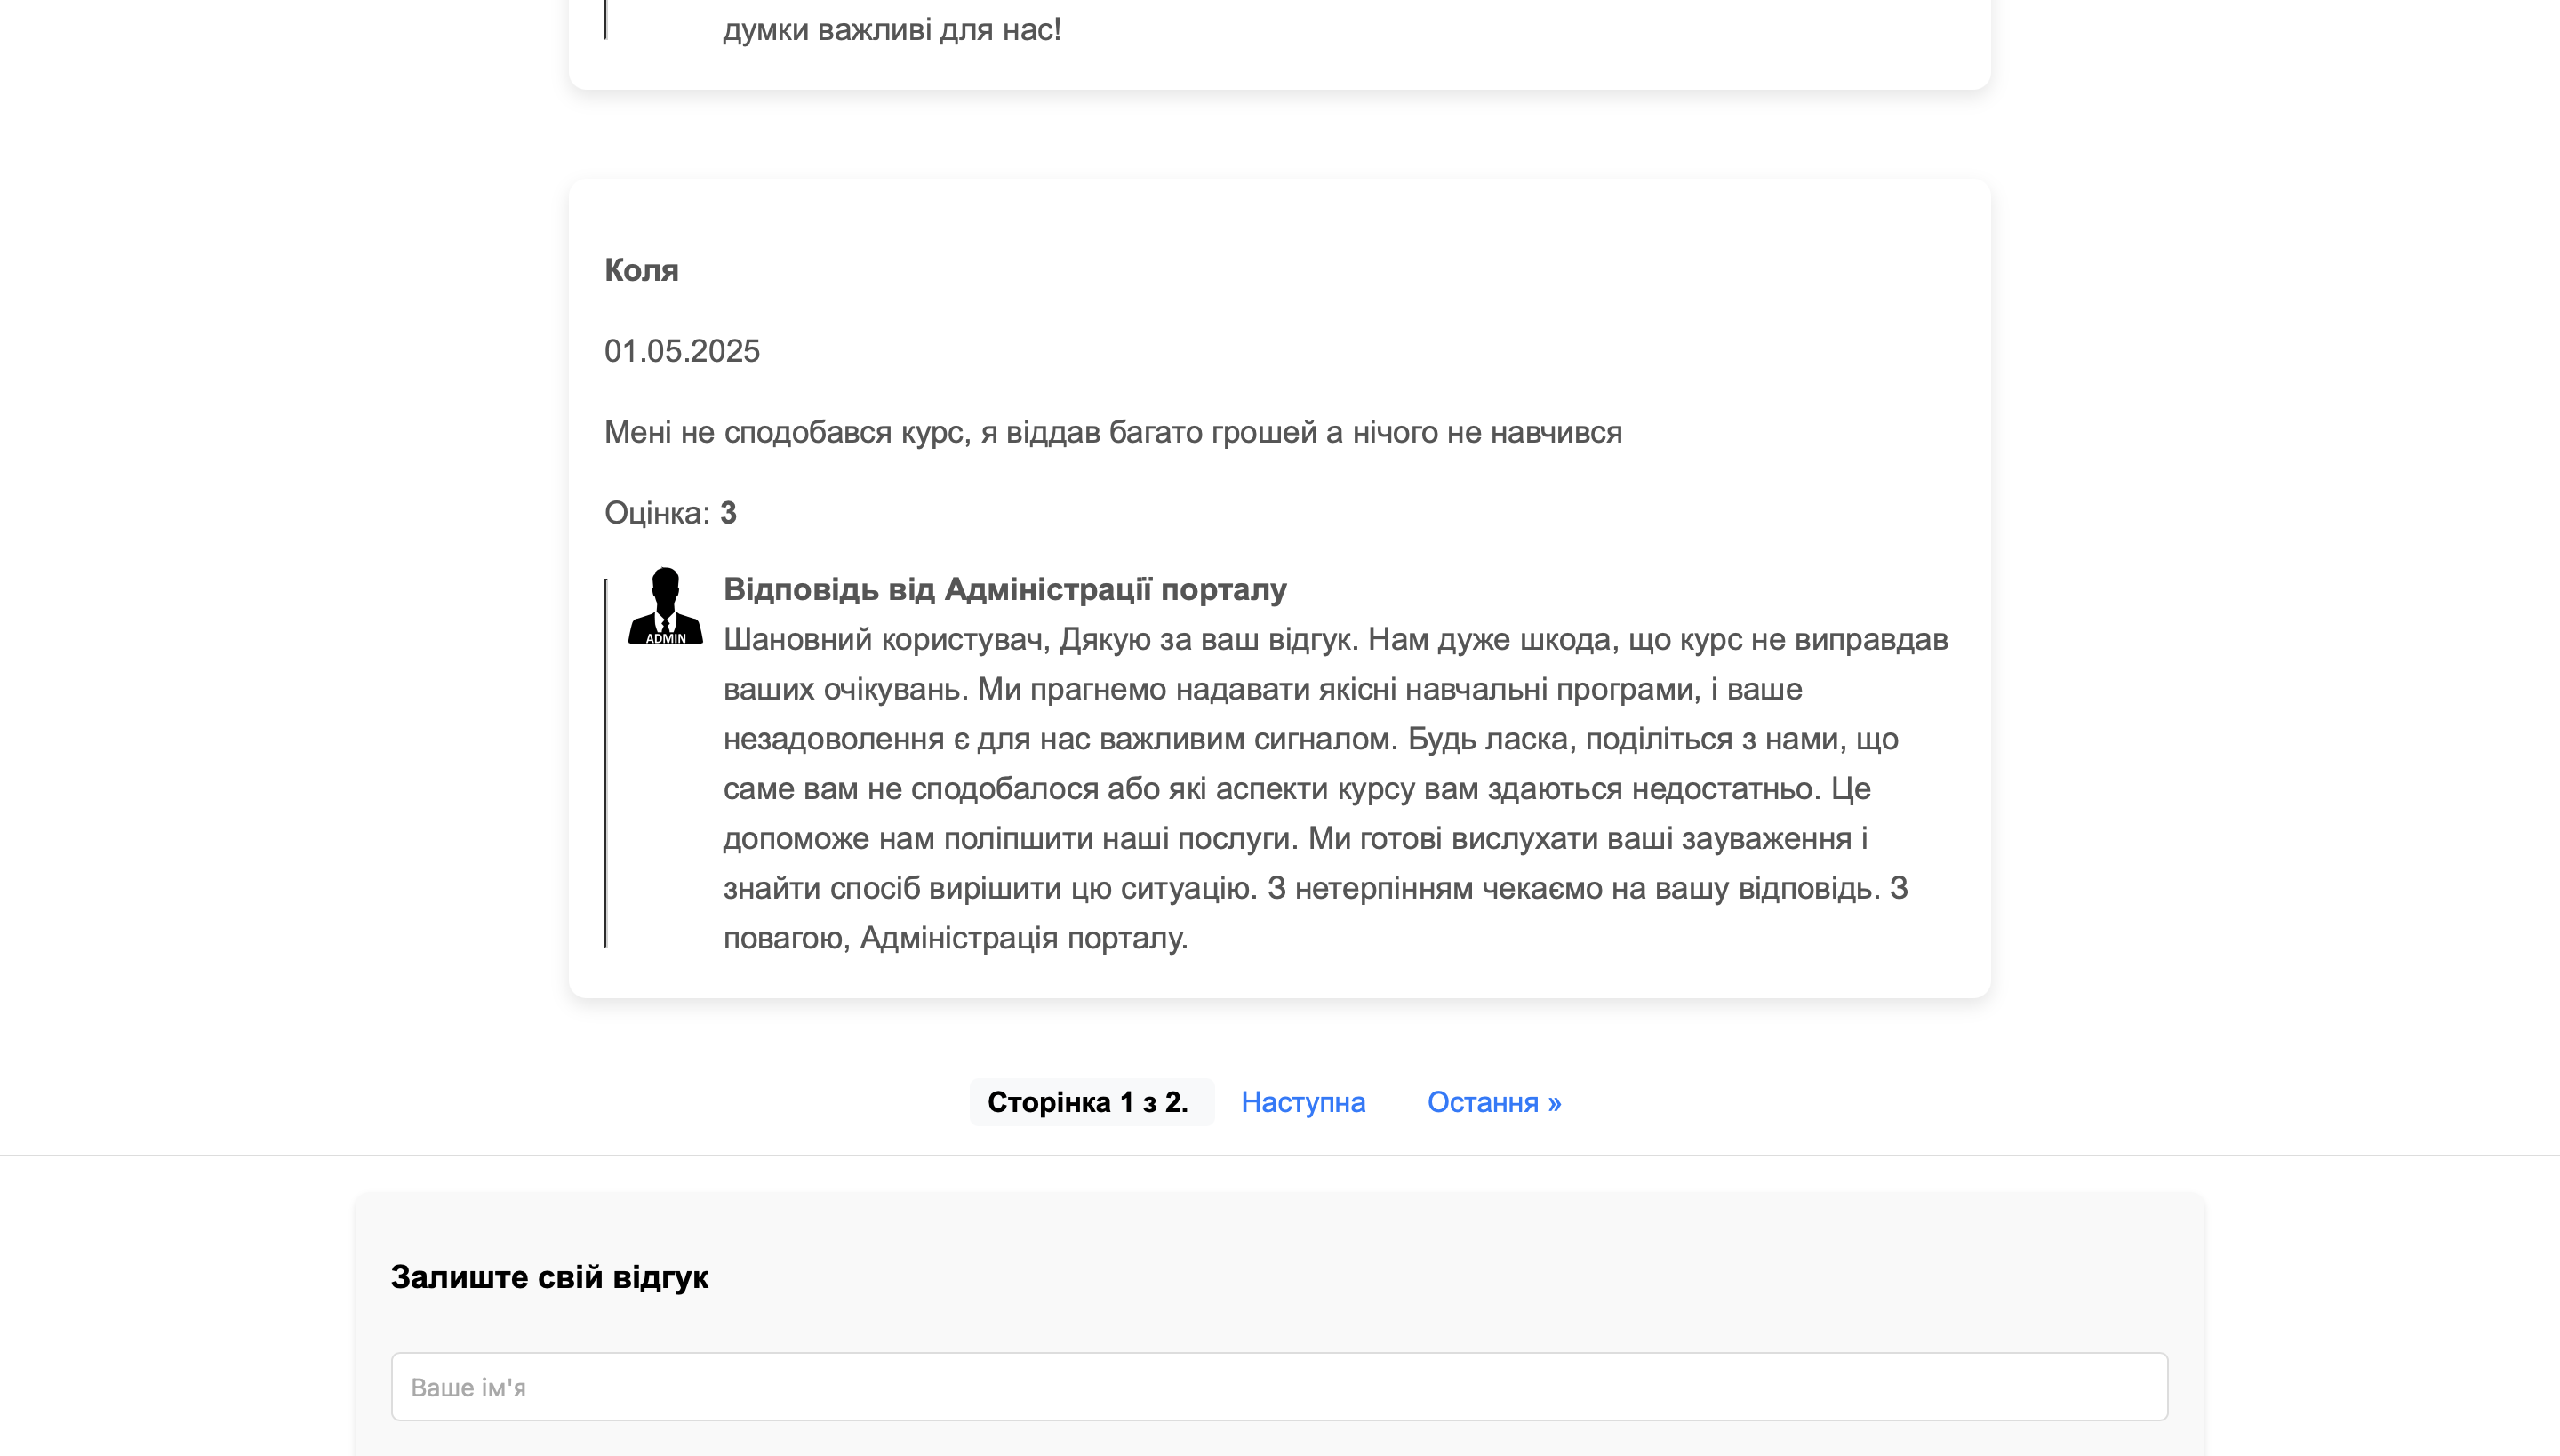 думки важливі для нас!
Коля
01.05.2025
Мені не сподобався курс, я віддав багато грошей а нічого не навчився
Оцінка: 3
ADMIN
Відповідь від Адміністрації порталу
Шановний користувач, Дякую за ваш відгук. Нам дуже шкода, що курс не виправдав
ваших очікувань. Ми прагнемо надавати якісні навчальні програми, і ваше
незадоволення є для нас важливим сигналом. Будь ласка, поділіться з нами, що
саме вам не сподобалося або які аспекти курсу вам здаються недостатньо. Це
допоможе нам поліпшити наші послуги. Ми готові вислухати ваші зауваження і
знайти спосіб вирішити цю ситуацію. З нетерпінням чекаємо на вашу відповідь. З
повагою, Адміністрація порталу.
Сторінка 1 з 2. Наступна Остання »
Залиште свій відгук
Ваше ім'я